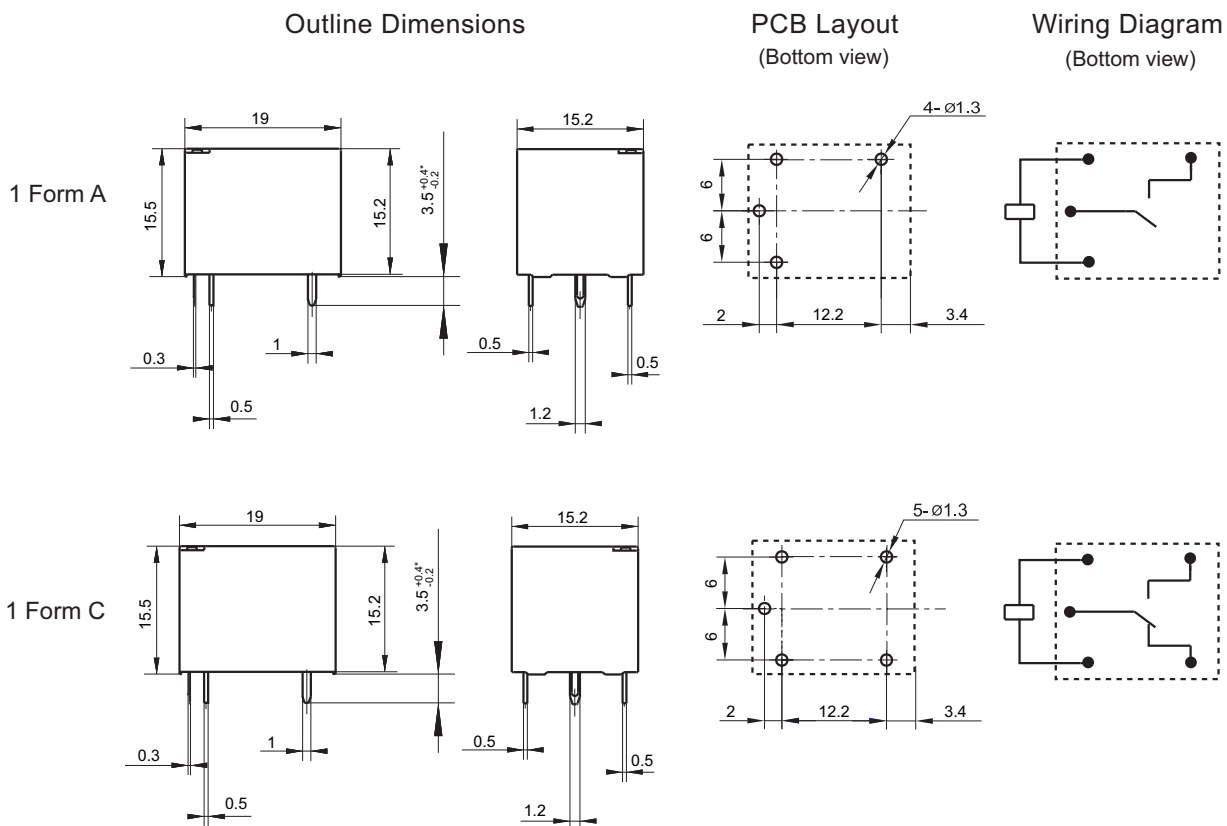 Outline Dimensions
PCB Layout
(Bottom view)
Wiring Diagram
(Bottom view)
1 Form A
19
15.5
15.2
3.5 +0.4* -0.2
0.3
0.5
1
15.2
0.5
1.2
0.5
4- Ø1.3
6
6
2
12.2
3.4
1 Form C
19
15.5
15.2
3.5 +0.4* -0.2
0.3
0.5
1
15.2
0.5
1.2
0.5
5- Ø1.3
6
6
2
12.2
3.4